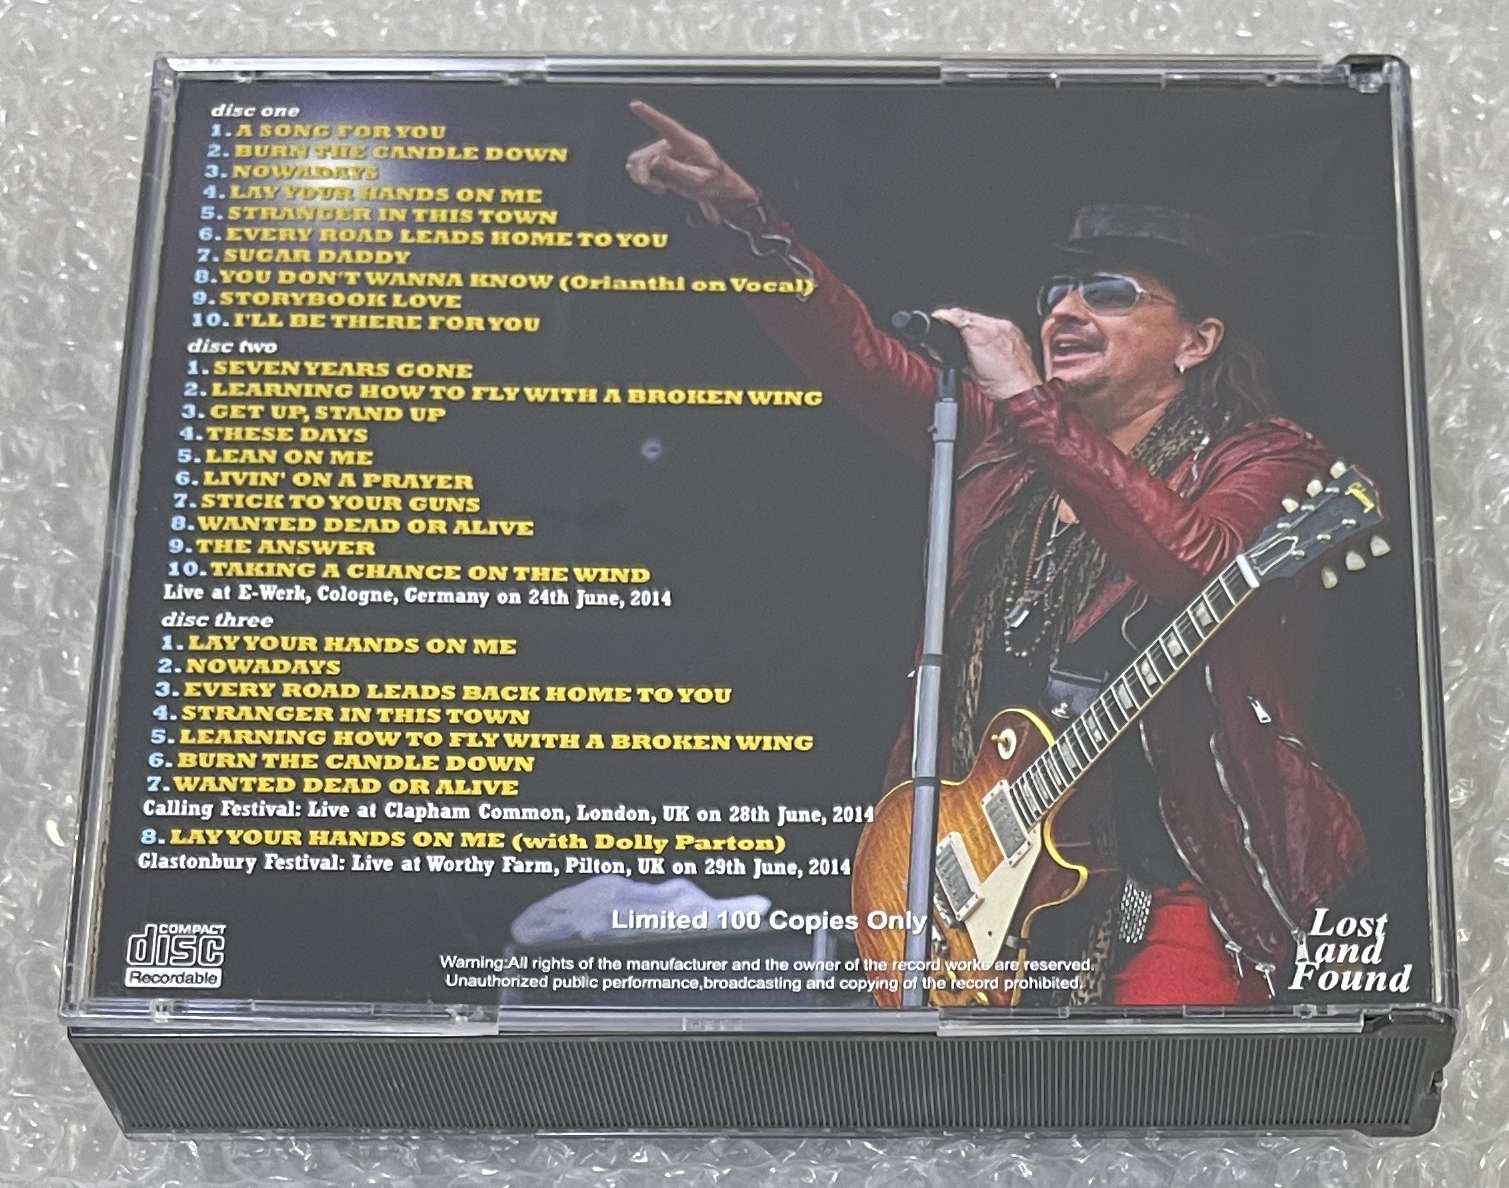 disc one
1. A SONG FOR YOU
2. BURN THE CANDLE DOWN
3. NOWADAYS
4. LAY YOUR HANDS ON ME
5. STRANGER IN THIS TOWN
6. EVERY ROAD LEADS HOME TO YOU
7. SUGAR DADDY
8. YOU DON'T WANNA KNOW (Orianthi on Vocal)
9. STORYBOOK LOVE
10. I'LL BE THERE FOR YOU
disc two
1. SEVEN YEARS GONE
2. LEARNING HOW TO FLY WITH A BROKEN WING
3. GET UP, STAND UP
4. THESE DAYS
5. LEAN ON ME
6. LIVIN' ON A PRAYER
7. STICK TO YOUR GUNS
8. WANTED DEAD OR ALIVE
9. THE ANSWER
10. TAKING A CHANCE ON THE WIND
Live at E-Werk, Cologne, Germany on 24th June, 2014
disc three
1. LAY YOUR HANDS ON ME
2. NOWADAYS
3. EVERY ROAD LEADS BACK HOME TO YOU
4. STRANGER IN THIS TOWN
5. LEARNING HOW TO FLY WITH A BROKEN WING
6. BURN THE CANDLE DOWN
7. WANTED DEAD OR ALIVE
Calling Festival: Live at Clapham Common, London, UK on 28th June, 2014
8. LAY YOUR HANDS ON ME (with Dolly Parton)
Glastonbury Festival: Live at Worthy Farm, Pilton, UK on 29th June, 2014
Limited 100 Copies Only
COMPACT
disc
Recordable
Warning:All rights of the manufacturer and the owner of the record works are reserved.
Unauthorized public performance,broadcasting and copying of the record prohibited.
Lost
and
Found
Gibson